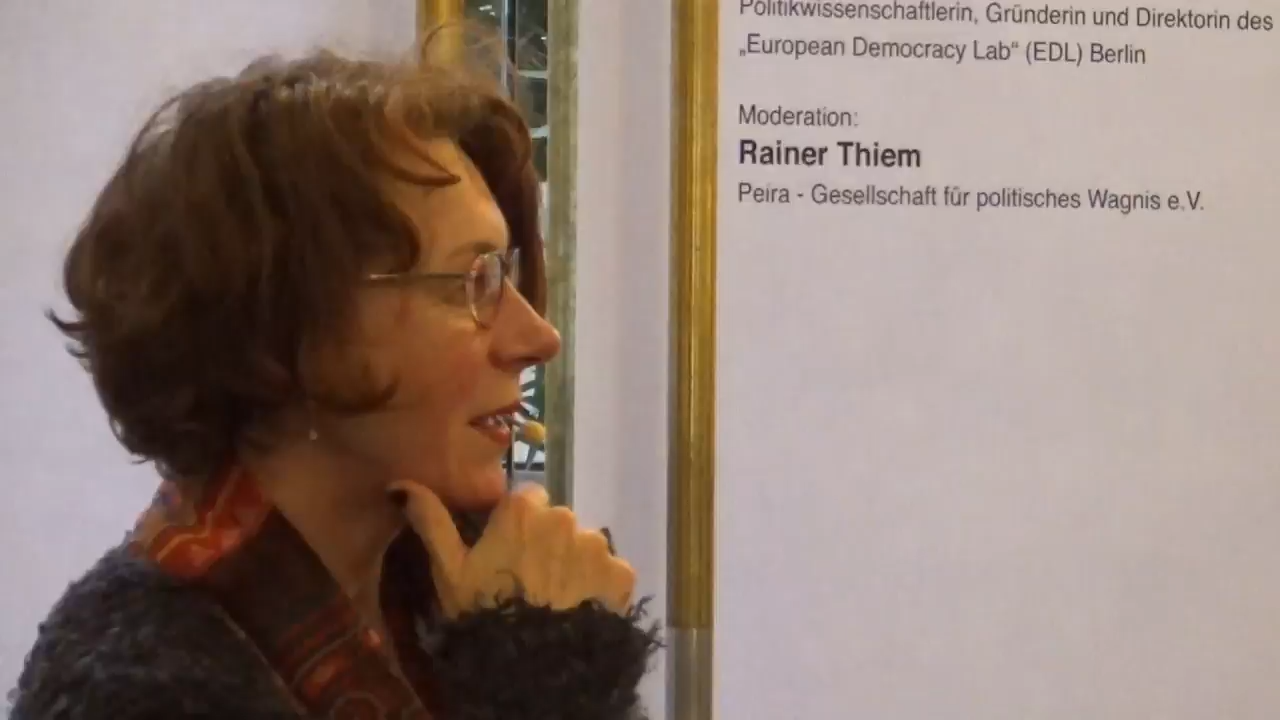 Politikwissenschaftlerin, Gründerin und Direktorin des
„European Democracy Lab“ (EDL) Berlin
Moderation:
Rainer Thiem
Peira - Gesellschaft für politisches Wagnis e.V.